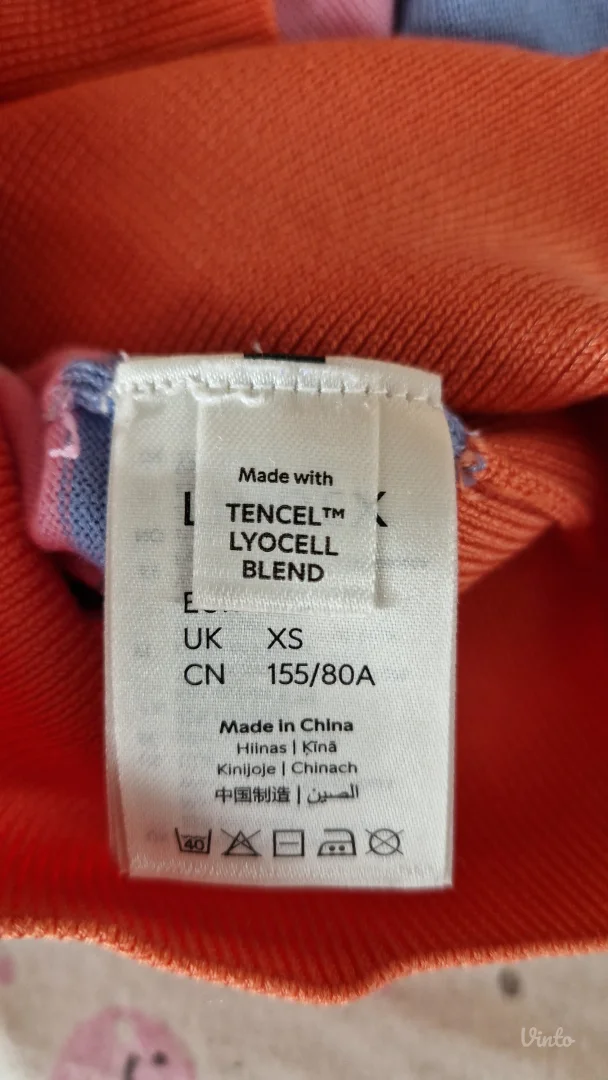 Made with
TENCEL™
LYOCELL
BLEND
UK XS
CN 155/80A
Made in China
Hiinas | Ķīnā
Kinijoje | Chinach
中国制造 | الصين
40
Vinto